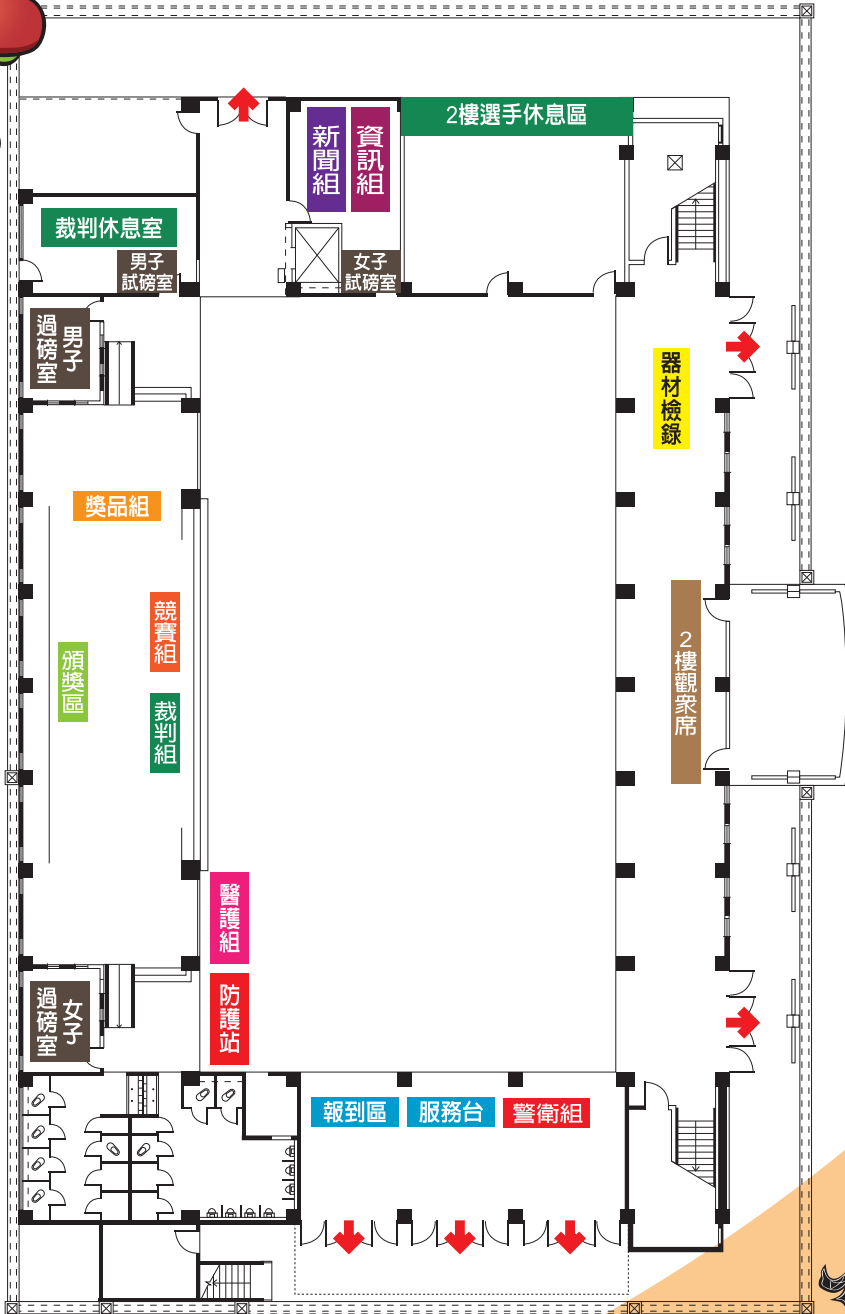 2樓選手休息區
新聞組
資訊組
裁判休息室
男子
試磅室
女子
試磅室
男子
過磅室
器材檢錄
獎品組
競賽組
頒獎區
裁判組
2樓觀衆席
醫護組
防護站
女子
過磅室
報到區
服務台
警衛組